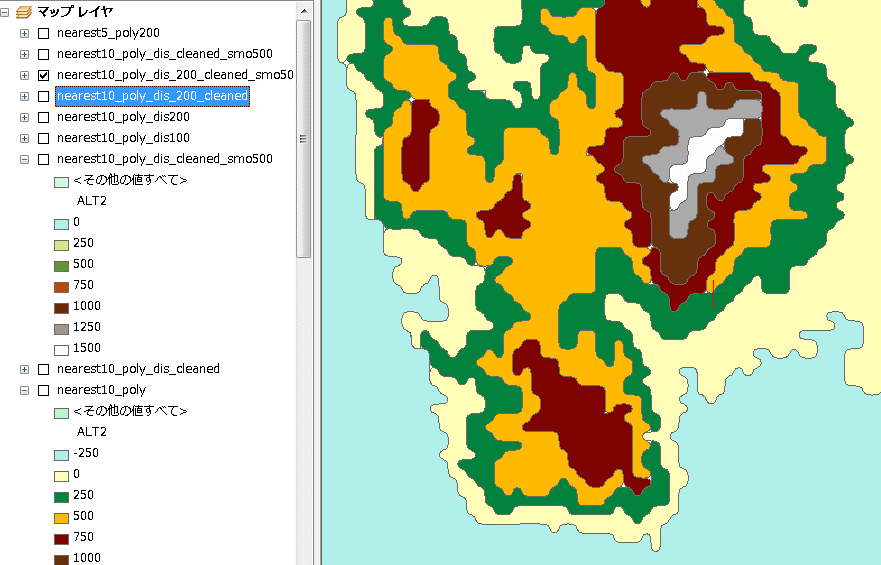 マップ レイヤ
nearest5_poly200
nearest10_poly_dis_cleaned_smo500
nearest10_poly_dis_200_cleaned_smo50
nearest10_poly_dis_200_cleaned
nearest10_poly_dis200
nearest10_poly_dis100
nearest10_poly_dis_cleaned_smo500
<その他の値すべて>
ALT2
0
250
500
750
1000
1250
1500
nearest10_poly_dis_cleaned
nearest10_poly
<その他の値すべて>
ALT2
-250
0
250
500
750
1000